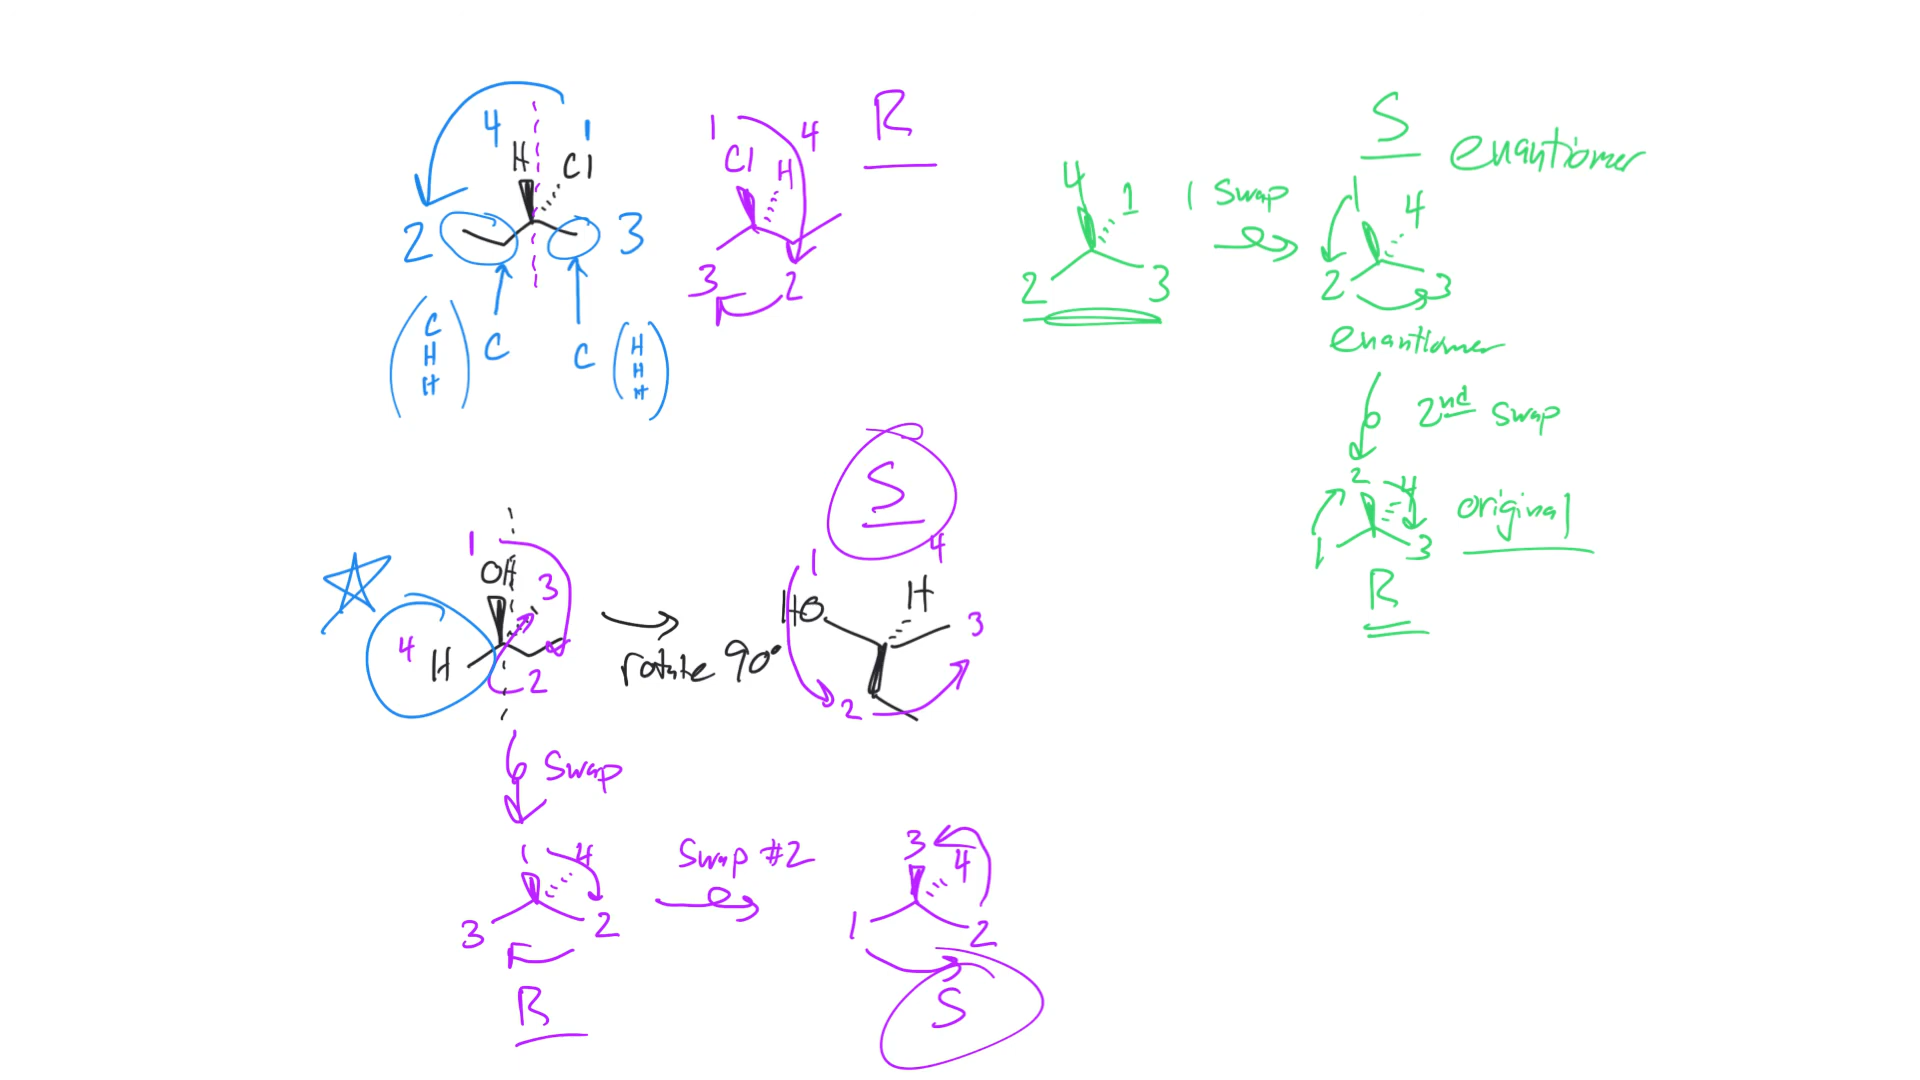 4 1
H Cl
2 3
C C
C H
H H
H H
1 4
Cl H
3 2
R
4 1
2 3
1 Swap
S
enantiomer
1 4
2 3
enantiomer
2nd swap
2 4
1 3
original
R
1
OH 3
4 H
2
rotate 90°
S
1 4
HO H
3
2
Swap
1 4
3 2
R
Swap #2
3 4
1 2
S